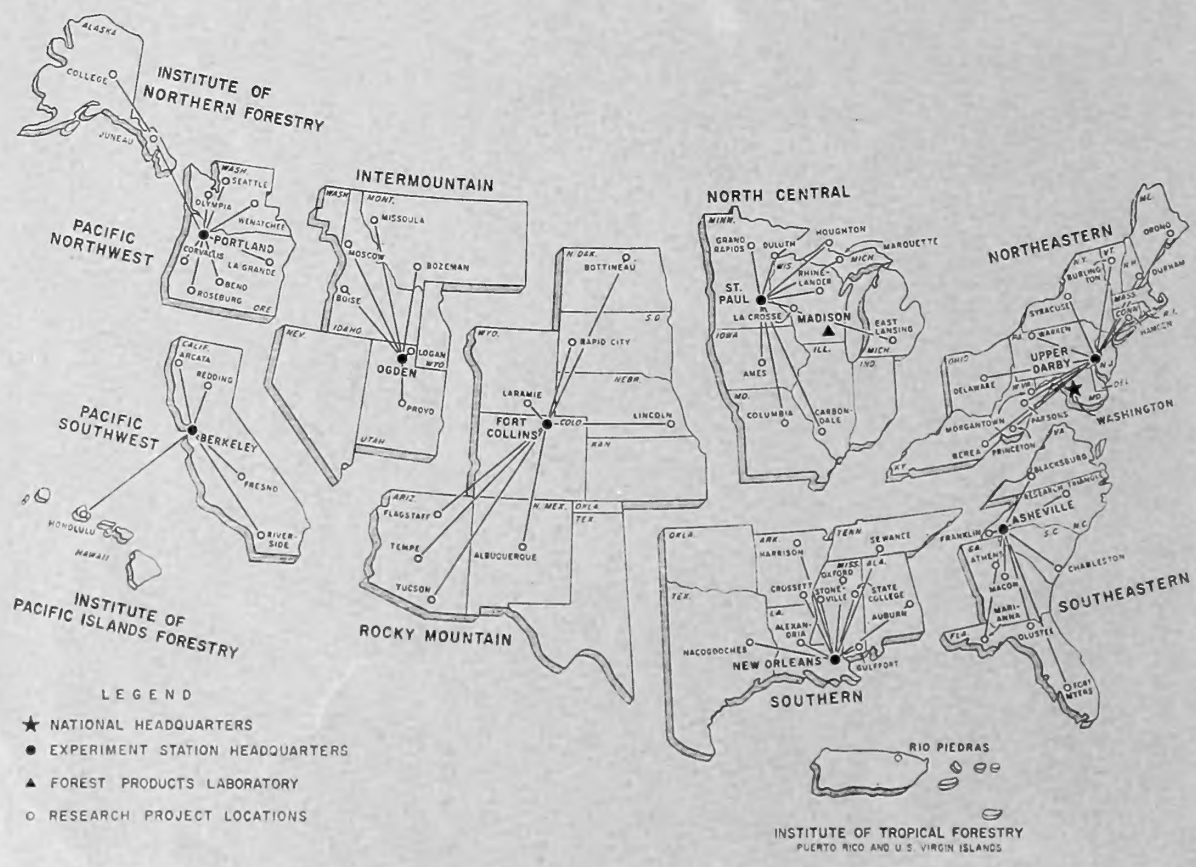 ALASKA
COLLEGE
JUNEAU
INSTITUTE OF
NORTHERN FORESTRY
WASH.
SEATTLE
OLYMPIA
WENATCHEE
PORTLAND
CORVALLIS
LA GRANDE
BEND
ROSEBURG
ORE
PACIFIC
NORTHWEST
INTERMOUNTAIN
WASH
MONT.
MISSOULA
MOSCOW
BOZEMAN
BOISE
IDAHO
NEV.
LOGAN
WYO.
OGDEN
PROVO
UTAH
CALIF.
ARCATA
REDDING
PACIFIC
SOUTHWEST
BERKELEY
FRESNO
RIVER-
SIDE
HONOLULU
HAWAII
INSTITUTE OF
PACIFIC ISLANDS FORESTRY
N. DAK.
BOTTINEAU
S.D.
WYO.
RAPID CITY
NEBR.
LARAMIE
LINCOLN
FORT
COLLINS
COLO
KAN
ARIZ.
N. MEX.
OKLA.
TEX
FLAGSTAFF
TEMPE
ALBUQUERQUE
TUCSON
ROCKY MOUNTAIN
NORTH CENTRAL
MINN.
GRAND
RAPIDS
DULUTH
HOUGHTON
MARQUETTE
WIS.
MICH.
RHINE-
LANDER
ST.
PAUL
LA CROSSE
MADISON
EAST
LANSING
IOWA
ILL.
MICH.
IND.
AMES
MO.
COLUMBIA
CARBON-
DALE
NORTHEASTERN
ME.
ORONO
N.Y.
VT.
BURLING
TON
N.H.
DURHAM
SYRACUSE
MASS
CONN
R.I.
HAMDEN
PA.
WARREN
OHIO
UPPER
DARBY
N.J.
DELAWARE
W.VA.
MD.
DEL
WASHINGTON
MORGANTOWN
PARSONS
BEREA
PRINCETON
KY.
VA.
BLACKSBURG
RESEARCH TRIANGLE
ASHEVILLE
N.C.
FRANKLIN
S.C.
GA.
ATHENS
CHARLESTON
MACON
SOUTHEASTERN
MARI-
ANNA
FLA.
OLUSTEE
FORT
MYERS
OKLA.
ARK.
HARRISON
TENN
SEWANEE
TEX.
MISS.
ALA.
OXFORD
CROSSETT
STONE-
VILLE
STATE
COLLEGE
LA.
AUBURN
ALEXAN-
DRIA
NACOGDOCHES
NEW ORLEANS
GULFPORT
SOUTHERN
LEGEND
NATIONAL HEADQUARTERS
EXPERIMENT STATION HEADQUARTERS
FOREST PRODUCTS LABORATORY
RESEARCH PROJECT LOCATIONS
RIO PIEDRAS
INSTITUTE OF TROPICAL FORESTRY
PUERTO RICO AND U.S. VIRGIN ISLANDS